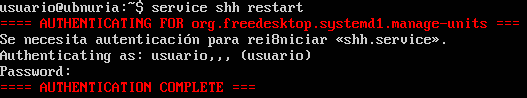 usuario@ubnuria:~$ service shh restart
==== AUTHENTICATING FOR org.freedesktop.systemd1.manage-units ===
Se necesita autenticación para rei8niciar «shh.service».
Authenticating as: usuario,,, (usuario)
Password:
==== AUTHENTICATION COMPLETE ===